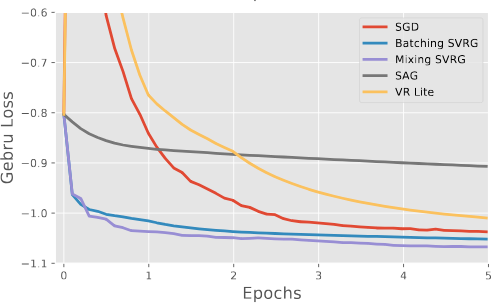 −0.6
−0.7
−0.8
−0.9
−1.0
−1.1
Gebru Loss
0 1 2 3 4 5
Epochs
SGD
Batching SVRG
Mixing SVRG
SAG
VR Lite